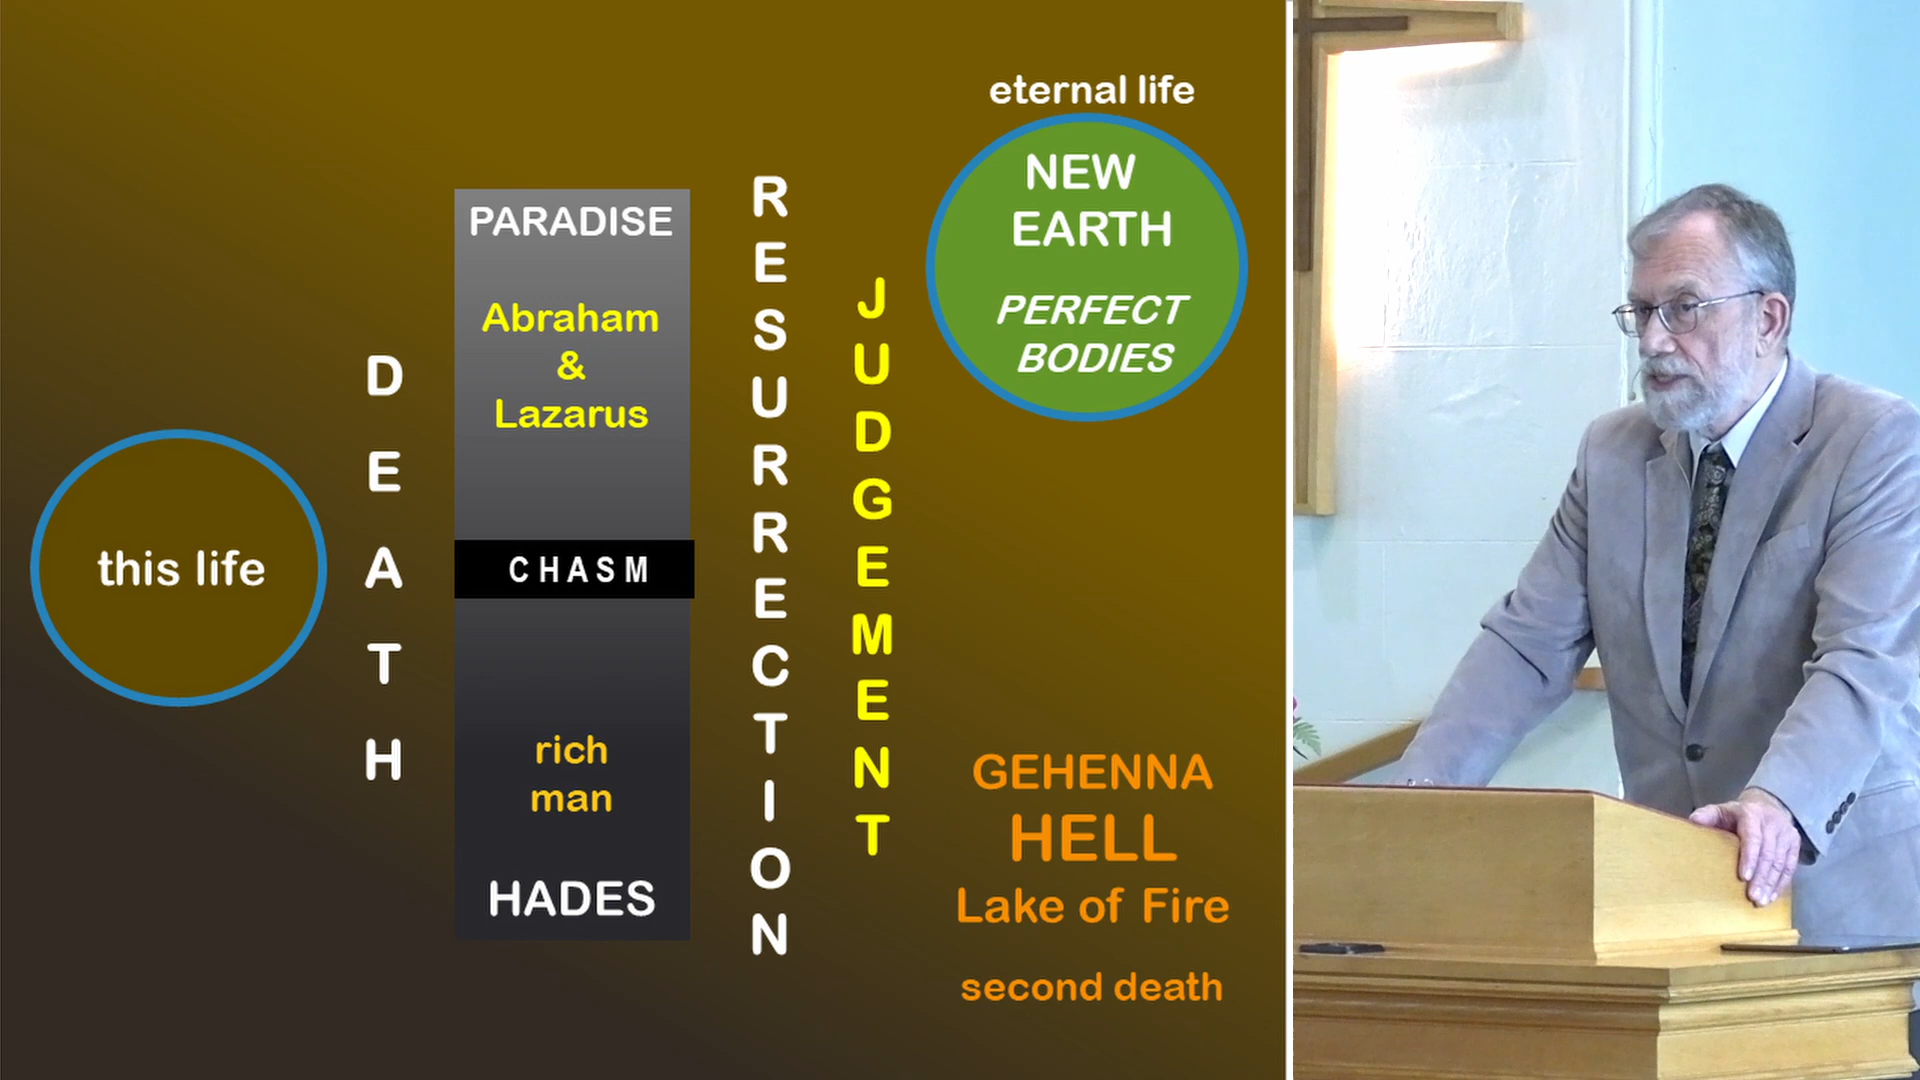 this life
DEATH
PARADISE
Abraham
&
Lazarus
CHASM
rich
man
HADES
RESURRECTION
JUDGEMENT
eternal life
NEW
EARTH
PERFECT
BODIES
GEHENNA
HELL
Lake of Fire
second death